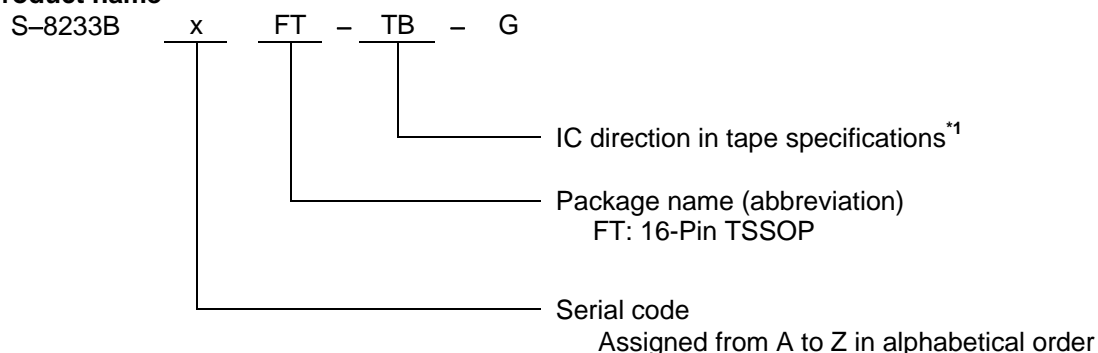 roduct name
S–8233B x FT – TB – G
IC direction in tape specifications*1
Package name (abbreviation)
FT: 16-Pin TSSOP
Serial code
Assigned from A to Z in alphabetical order